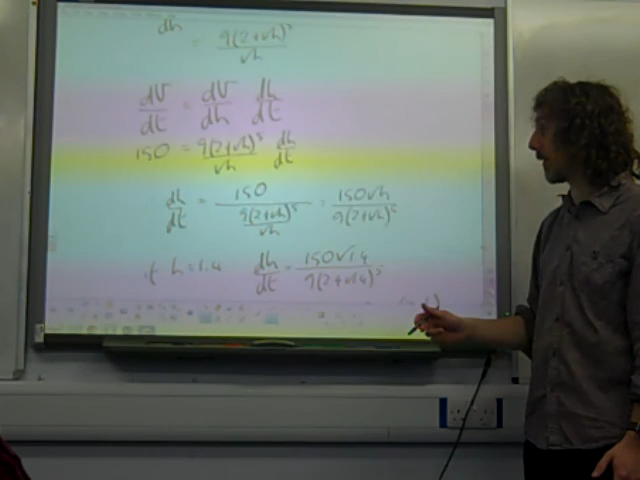 dh = 9(2+√h)⁵/√h
dV/dt = dV/dh dh/dt
150 = 9(2+√h)⁵/√h dh/dt
dh/dt = 150/(9(2+√h)⁵/√h) = 150√h/9(2+√h)⁵
if h=1.4 dh/dt = 150√1.4/9(2+√1.4)⁵